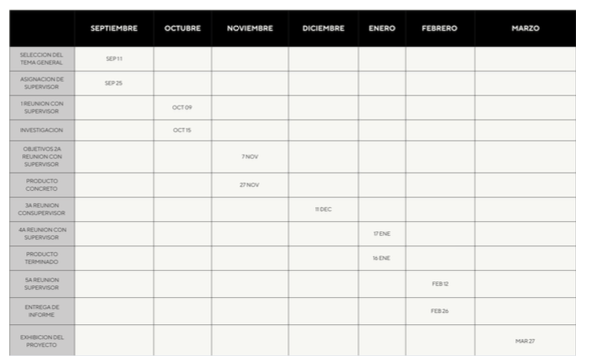 SEPTIEMBRE OCTUBRE NOVIEMBRE DICIEMBRE ENERO FEBRERO MARZO
SELECCION DEL
TEMA GENERAL
SEP 11
ASIGNACION DE
SUPERVISOR
SEP 25
1 REUNION CON
SUPERVISOR
OCT 09
INVESTIGACION
OCT 15
OBJETIVOS 2A
REUNION CON
SUPERVISOR
7 NOV
PRODUCTO
CONCRETO
27 NOV
3A REUNION
CONSUPERVISOR
11 DEC
4A REUNION CON
SUPERVISOR
17 ENE
PRODUCTO
TERMINADO
16 ENE
5A REUNION
SUPERVISOR
FEB 12
ENTREGA DE
INFORME
FEB 26
EXHIBICION DEL
PROYECTO
MAR 27